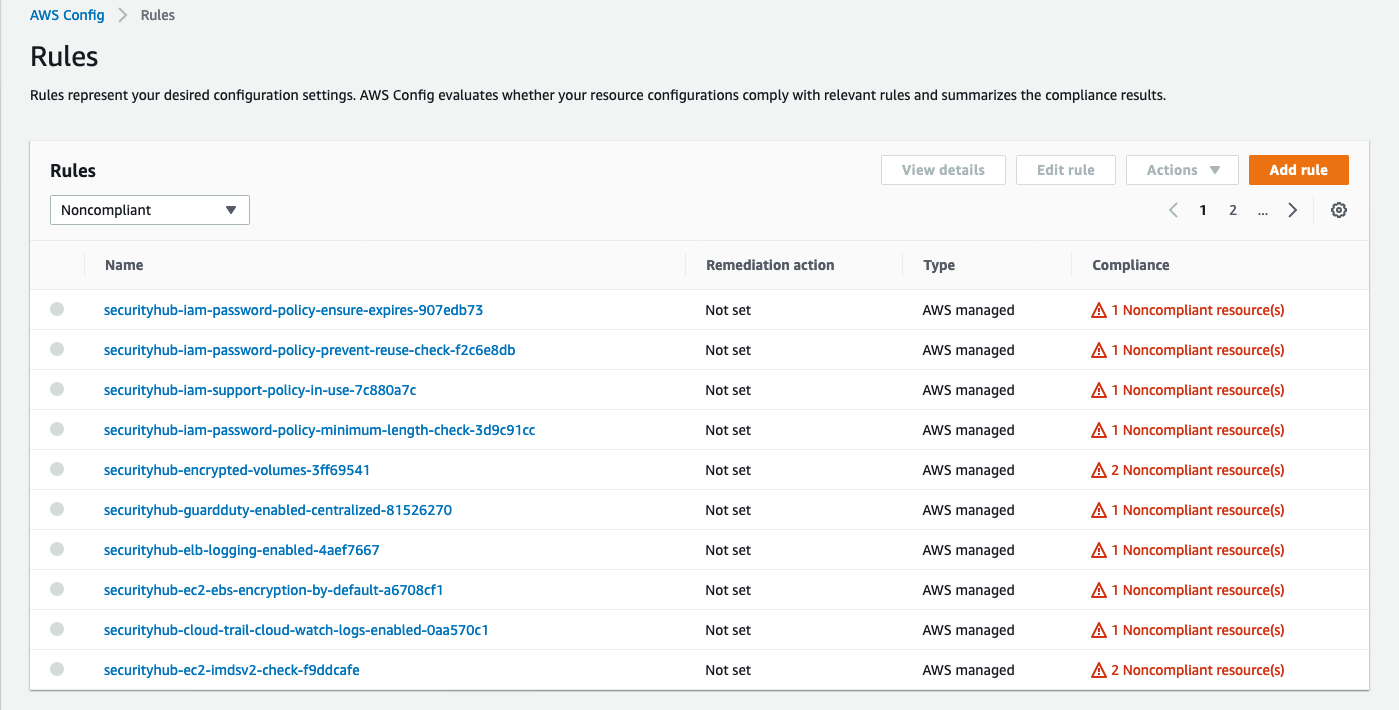 AWS Config > Rules
Rules
Rules represent your desired configuration settings. AWS Config evaluates whether your resource configurations comply with relevant rules and summarizes the compliance results.
Rules View details Edit rule Actions Add rule
Noncompliant 1 2 ...
Name Remediation action Type Compliance
securityhub-iam-password-policy-ensure-expires-907edb73 Not set AWS managed 1 Noncompliant resource(s)
securityhub-iam-password-policy-prevent-reuse-check-f2c6e8db Not set AWS managed 1 Noncompliant resource(s)
securityhub-iam-support-policy-in-use-7c880a7c Not set AWS managed 1 Noncompliant resource(s)
securityhub-iam-password-policy-minimum-length-check-3d9c91cc Not set AWS managed 1 Noncompliant resource(s)
securityhub-encrypted-volumes-3ff69541 Not set AWS managed 2 Noncompliant resource(s)
securityhub-guardduty-enabled-centralized-81526270 Not set AWS managed 1 Noncompliant resource(s)
securityhub-elb-logging-enabled-4aef7667 Not set AWS managed 1 Noncompliant resource(s)
securityhub-ec2-ebs-encryption-by-default-a6708cf1 Not set AWS managed 1 Noncompliant resource(s)
securityhub-cloud-trail-cloud-watch-logs-enabled-0aa570c1 Not set AWS managed 1 Noncompliant resource(s)
securityhub-ec2-imdsv2-check-f9ddcafe Not set AWS managed 2 Noncompliant resource(s)